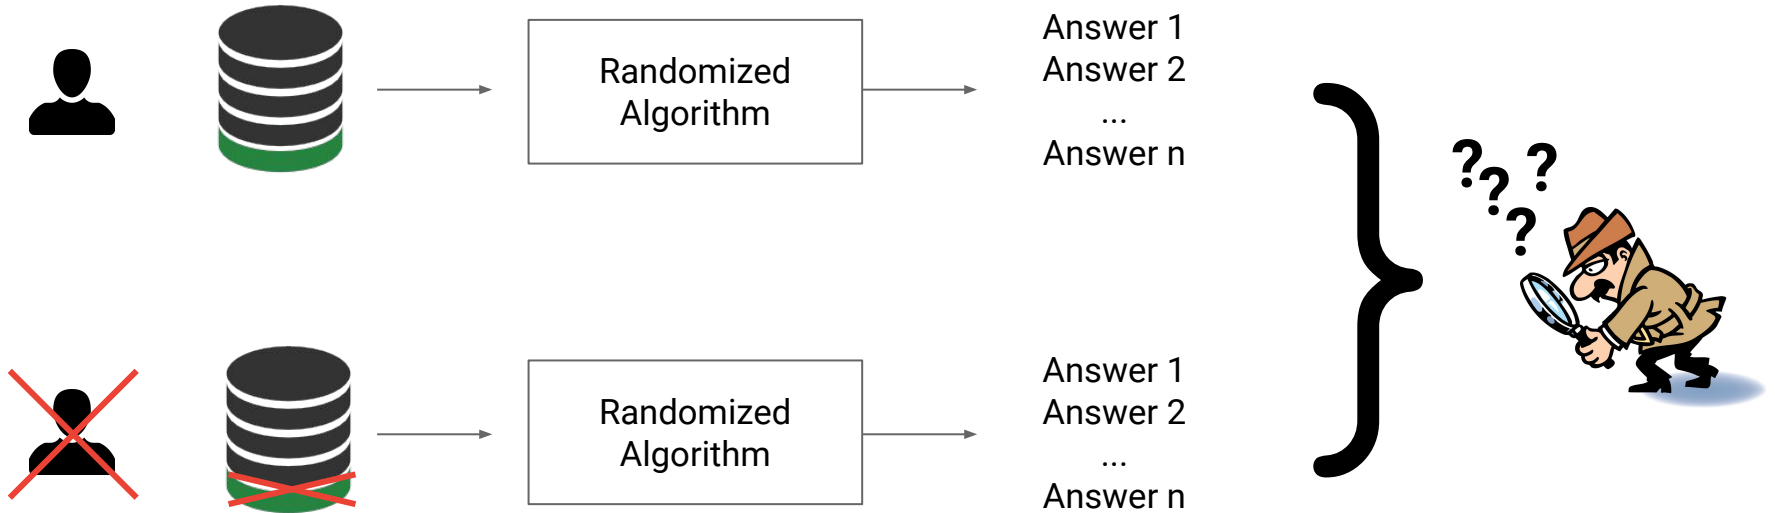 Randomized
Algorithm
Answer 1
Answer 2
...
Answer n
? ? ? ?
Randomized
Algorithm
Answer 1
Answer 2
...
Answer n